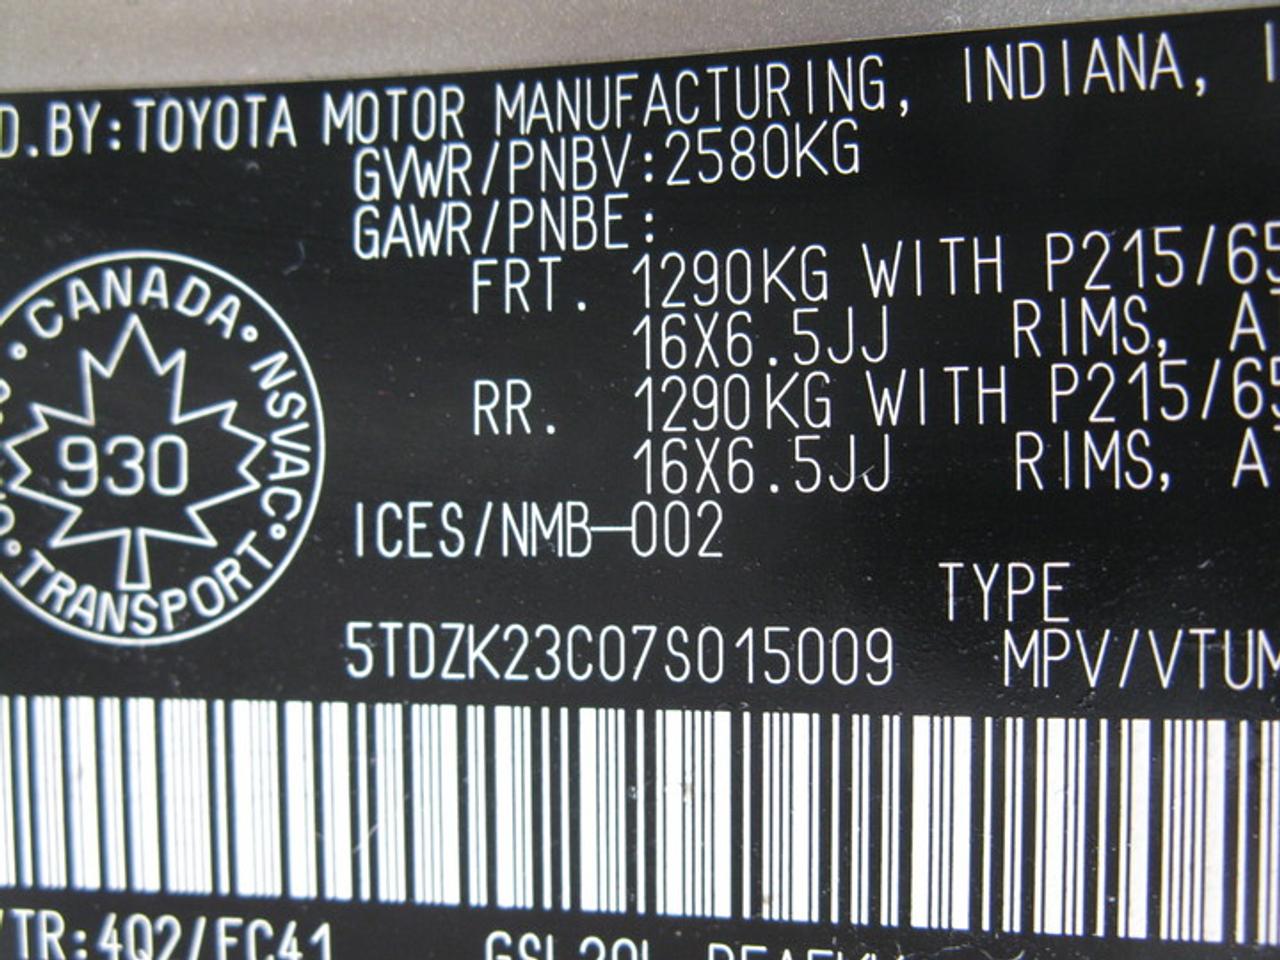 D.BY:TOYOTA MOTOR MANUFACTURING, INDIANA, I
GVWR/PNBV:2580KG
GAWR/PNBE:
FRT. 1290KG WITH P215/65
16X6.5JJ RIMS, A
RR. 1290KG WITH P215/65
16X6.5JJ RIMS, A
CANADA NSVAC
930
TRANSPORT
ICES/NMB-002
TYPE
5TDZK23C07S015009 MPV/VTUM
/TR:4Q2/FC41